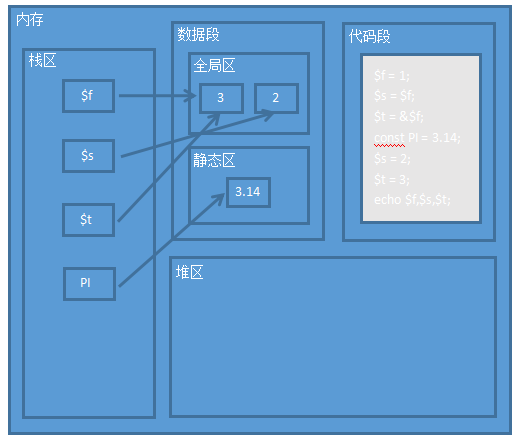 内存
栈区
$f
$s
$t
PI
数据段
全局区
3
2
静态区
3.14
代码段
$f = 1;
$s = $f;
$t = &$f;
const PI = 3.14;
$s = 2;
$t = 3;
echo $f,$s,$t;
堆区